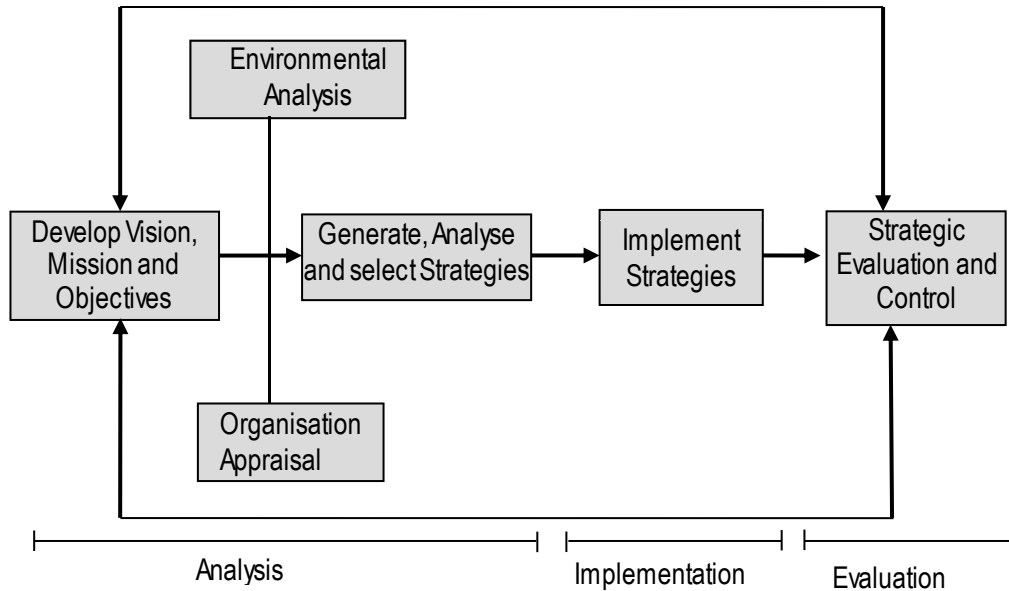 Environmental
Analysis
Develop Vision,
Mission and
Objectives
Generate, Analyse
and select Strategies
Implement
Strategies
Strategic
Evaluation and
Control
Organisation
Appraisal
Analysis
Implementation
Evaluation